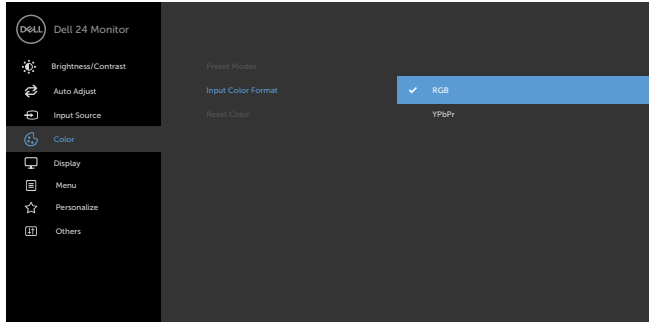 DELL Dell 24 Monitor
Brightness/Contrast
Auto Adjust
Input Source
Color
Display
Menu
Personalize
Others
Preset Modes
Input Color Format
Reset Color
RGB
YPbPr